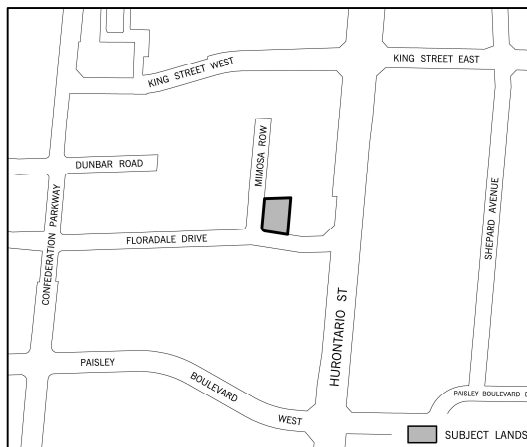 KING STREET WEST
KING STREET EAST
DUNBAR ROAD
MIMOSA ROW
CONFEDERATION PARKWAY
FLORADALE DRIVE
SHEPARD AVENUE
HURONTARIO ST
PAISLEY BOULEVARD WEST
PAISLEY BOULEVARD
SUBJECT LANDS